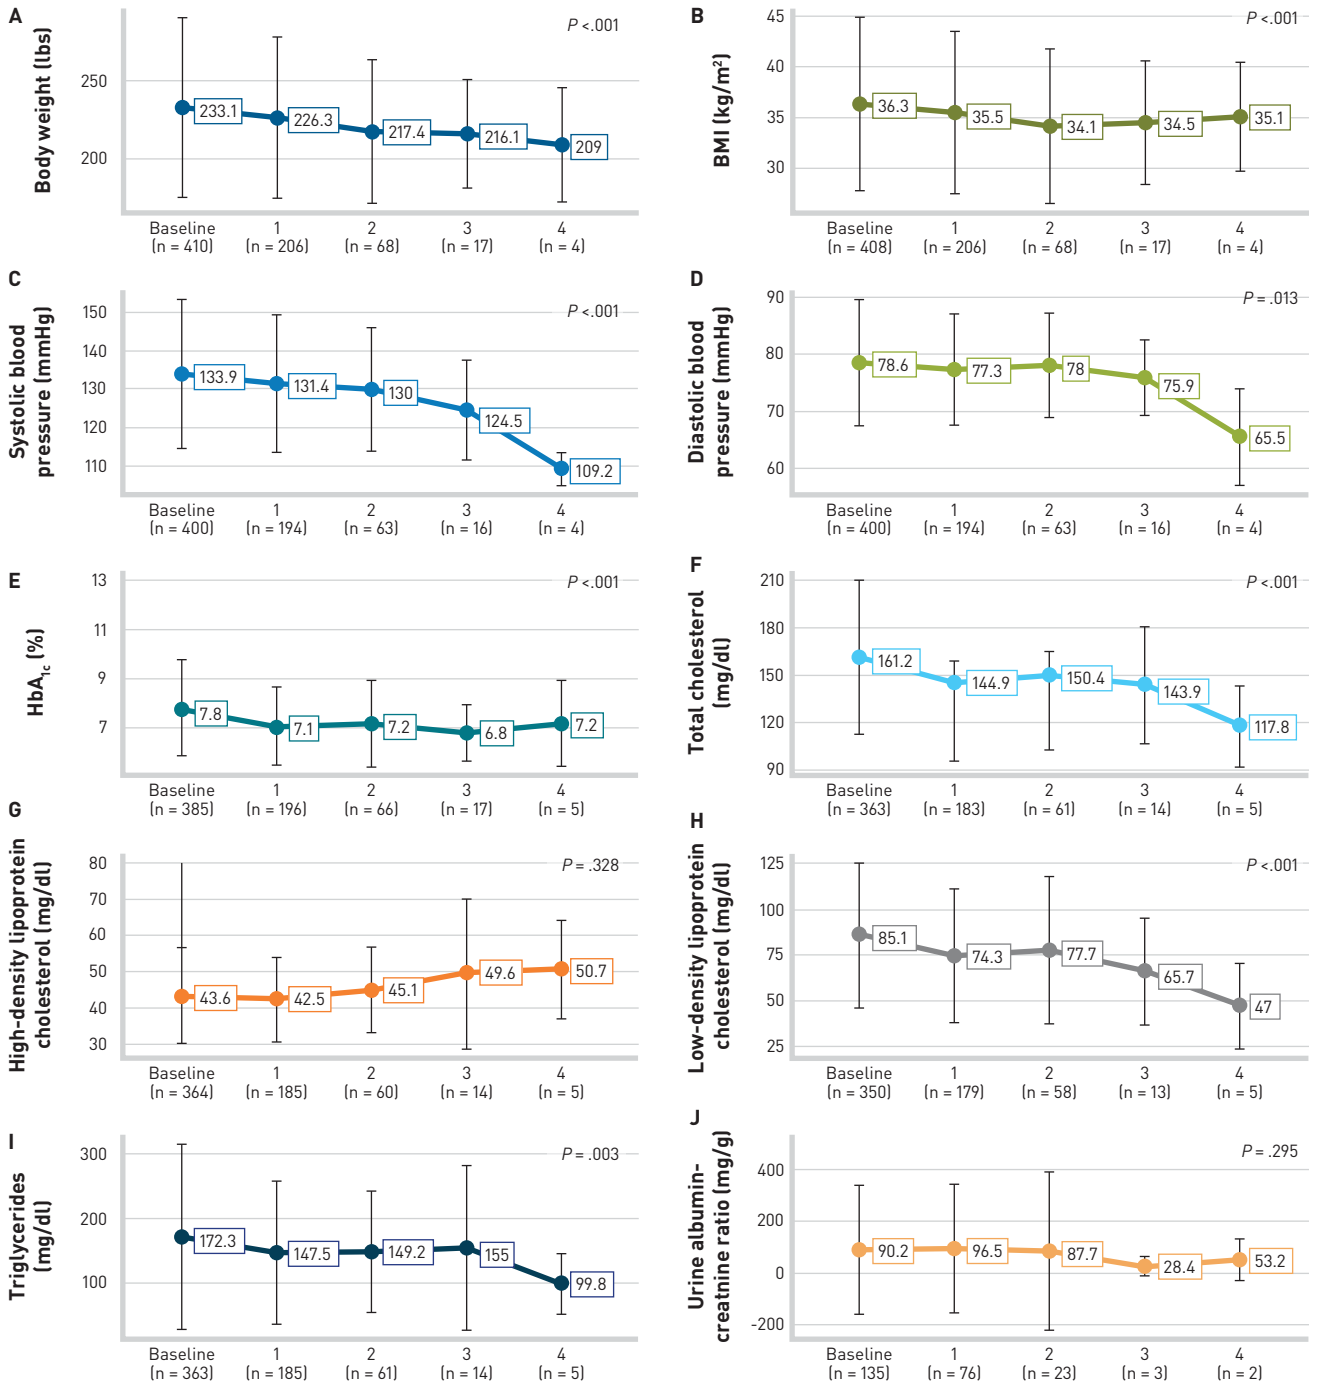 A
Body weight (lbs)
P <.001
250
200
233.1
226.3
217.4
216.1
209
Baseline 1 2 3 4
(n = 410) (n = 206) (n = 68) (n = 17) (n = 4)
B
BMI (kg/m²)
P <.001
45
40
35
30
36.3
35.5
34.1
34.5
35.1
Baseline 1 2 3 4
(n = 408) (n = 206) (n = 68) (n = 17) (n = 4)
C
Systolic blood
pressure (mmHg)
P <.001
150
140
130
120
110
133.9
131.4
130
124.5
109.2
Baseline 1 2 3 4
(n = 400) (n = 194) (n = 63) (n = 16) (n = 4)
D
Diastolic blood
pressure (mmHg)
P = .013
90
80
70
60
78.6
77.3
78
75.9
65.5
Baseline 1 2 3 4
(n = 400) (n = 194) (n = 63) (n = 16) (n = 4)
E
HbA1c (%)
P <.001
13
11
9
7
7.8
7.1
7.2
6.8
7.2
Baseline 1 2 3 4
(n = 385) (n = 196) (n = 66) (n = 17) (n = 5)
F
Total cholesterol
(mg/dl)
P <.001
210
180
150
120
90
161.2
144.9
150.4
143.9
117.8
Baseline 1 2 3 4
(n = 363) (n = 183) (n = 61) (n = 14) (n = 5)
G
High-density lipoprotein
cholesterol (mg/dl)
P = .328
80
70
60
50
40
30
43.6
42.5
45.1
49.6
50.7
Baseline 1 2 3 4
(n = 364) (n = 185) (n = 60) (n = 14) (n = 5)
H
Low-density lipoprotein
cholesterol (mg/dl)
P <.001
125
100
75
50
25
85.1
74.3
77.7
65.7
47
Baseline 1 2 3 4
(n = 350) (n = 179) (n = 58) (n = 13) (n = 5)
I
Triglycerides
(mg/dl)
P = .003
300
200
100
172.3
147.5
149.2
155
99.8
Baseline 1 2 3 4
(n = 363) (n = 185) (n = 61) (n = 14) (n = 5)
J
Urine albumin-
creatnine ratio (mg/g)
P = .295
400
200
0
-200
90.2
96.5
87.7
28.4
53.2
Baseline 1 2 3 4
(n = 135) (n = 76) (n = 23) (n = 3) (n = 2)